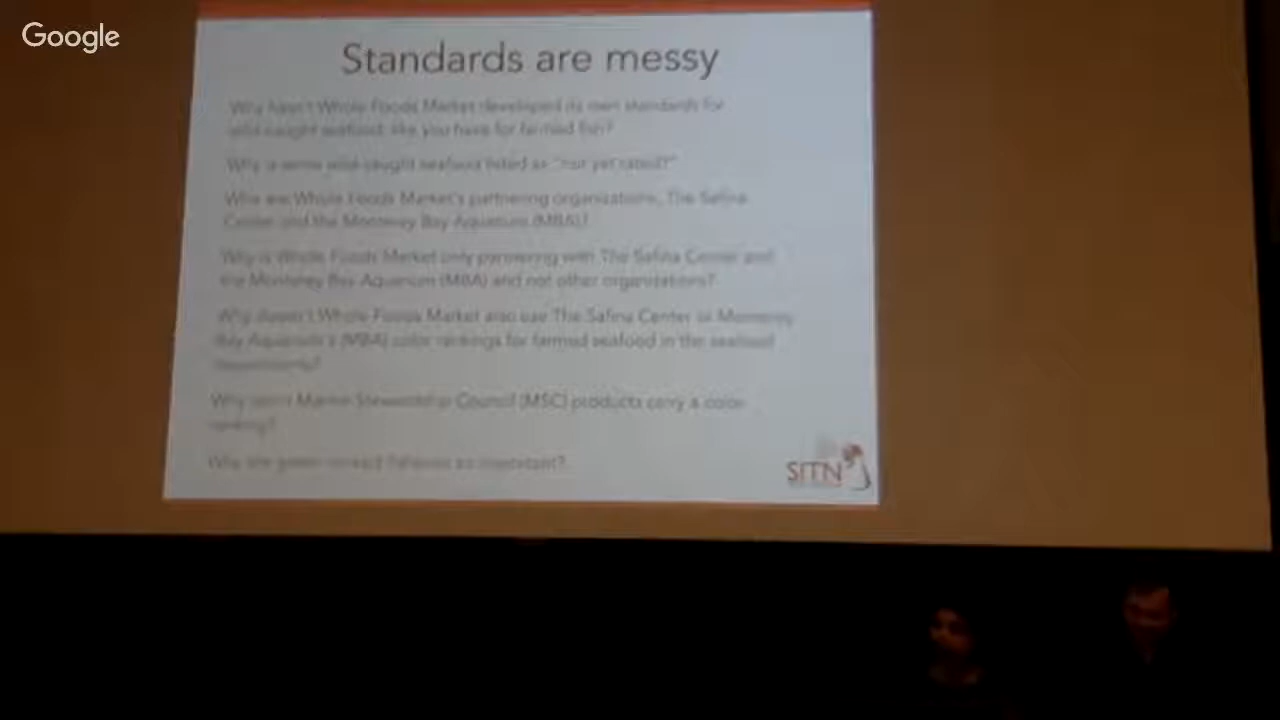 Google
Standards are messy
Why hasn't Whole Foods Market developed its own standards for
wild-caught seafood, like you have for farmed fish?
Why is some wild-caught seafood listed as "not yet rated?"
Who are Whole Foods Market's partnering organizations, The Safina
Center and the Monterey Bay Aquarium (MBA)?
Why is Whole Foods Market only partnering with The Safina Center and
the Monterey Bay Aquarium (MBA) and not other organizations?
Why doesn't Whole Foods Market also use The Safina Center or Monterey
Bay Aquarium's (MBA) color rankings for farmed seafood in the seafood
Why don't Marine Stewardship Council (MSC) products carry a color
ranking?
Why are green-ranked fisheries so important?
SITN